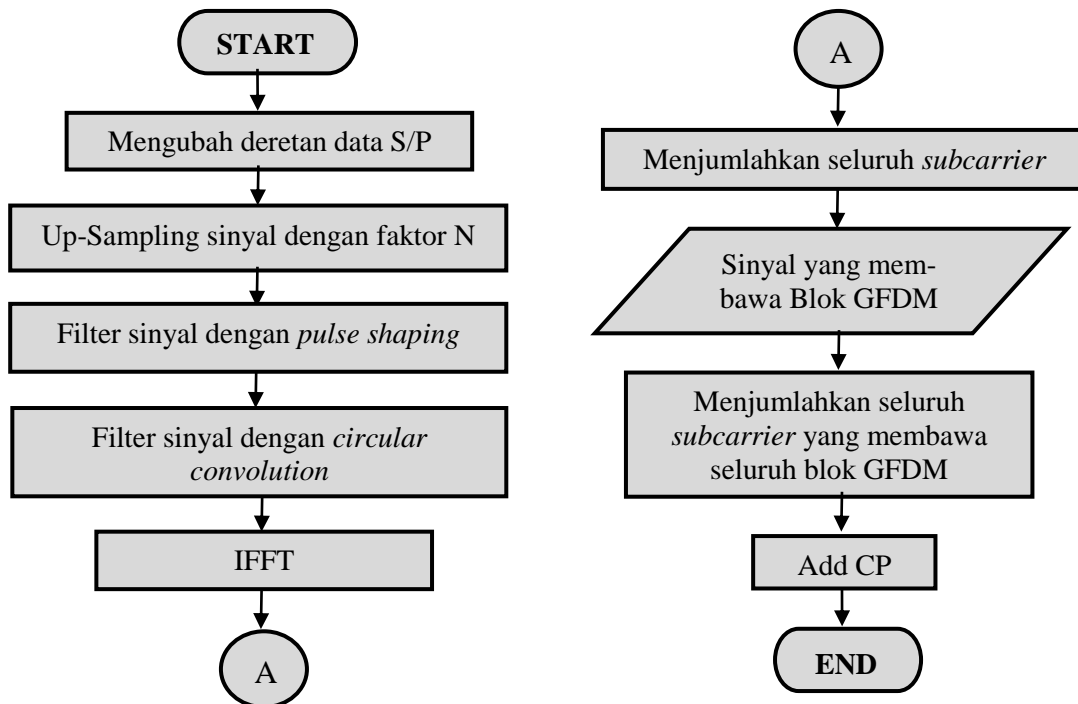 START
Mengubah deretan data S/P
Up-Sampling sinyal dengan faktor N
Filter sinyal dengan pulse shaping
Filter sinyal dengan circular
convolution
IFFT
A
A
Menjumlahkan seluruh subcarrier
Sinyal yang mem-
bawa Blok GFDM
Menjumlahkan seluruh
subcarrier yang membawa
seluruh blok GFDM
Add CP
END